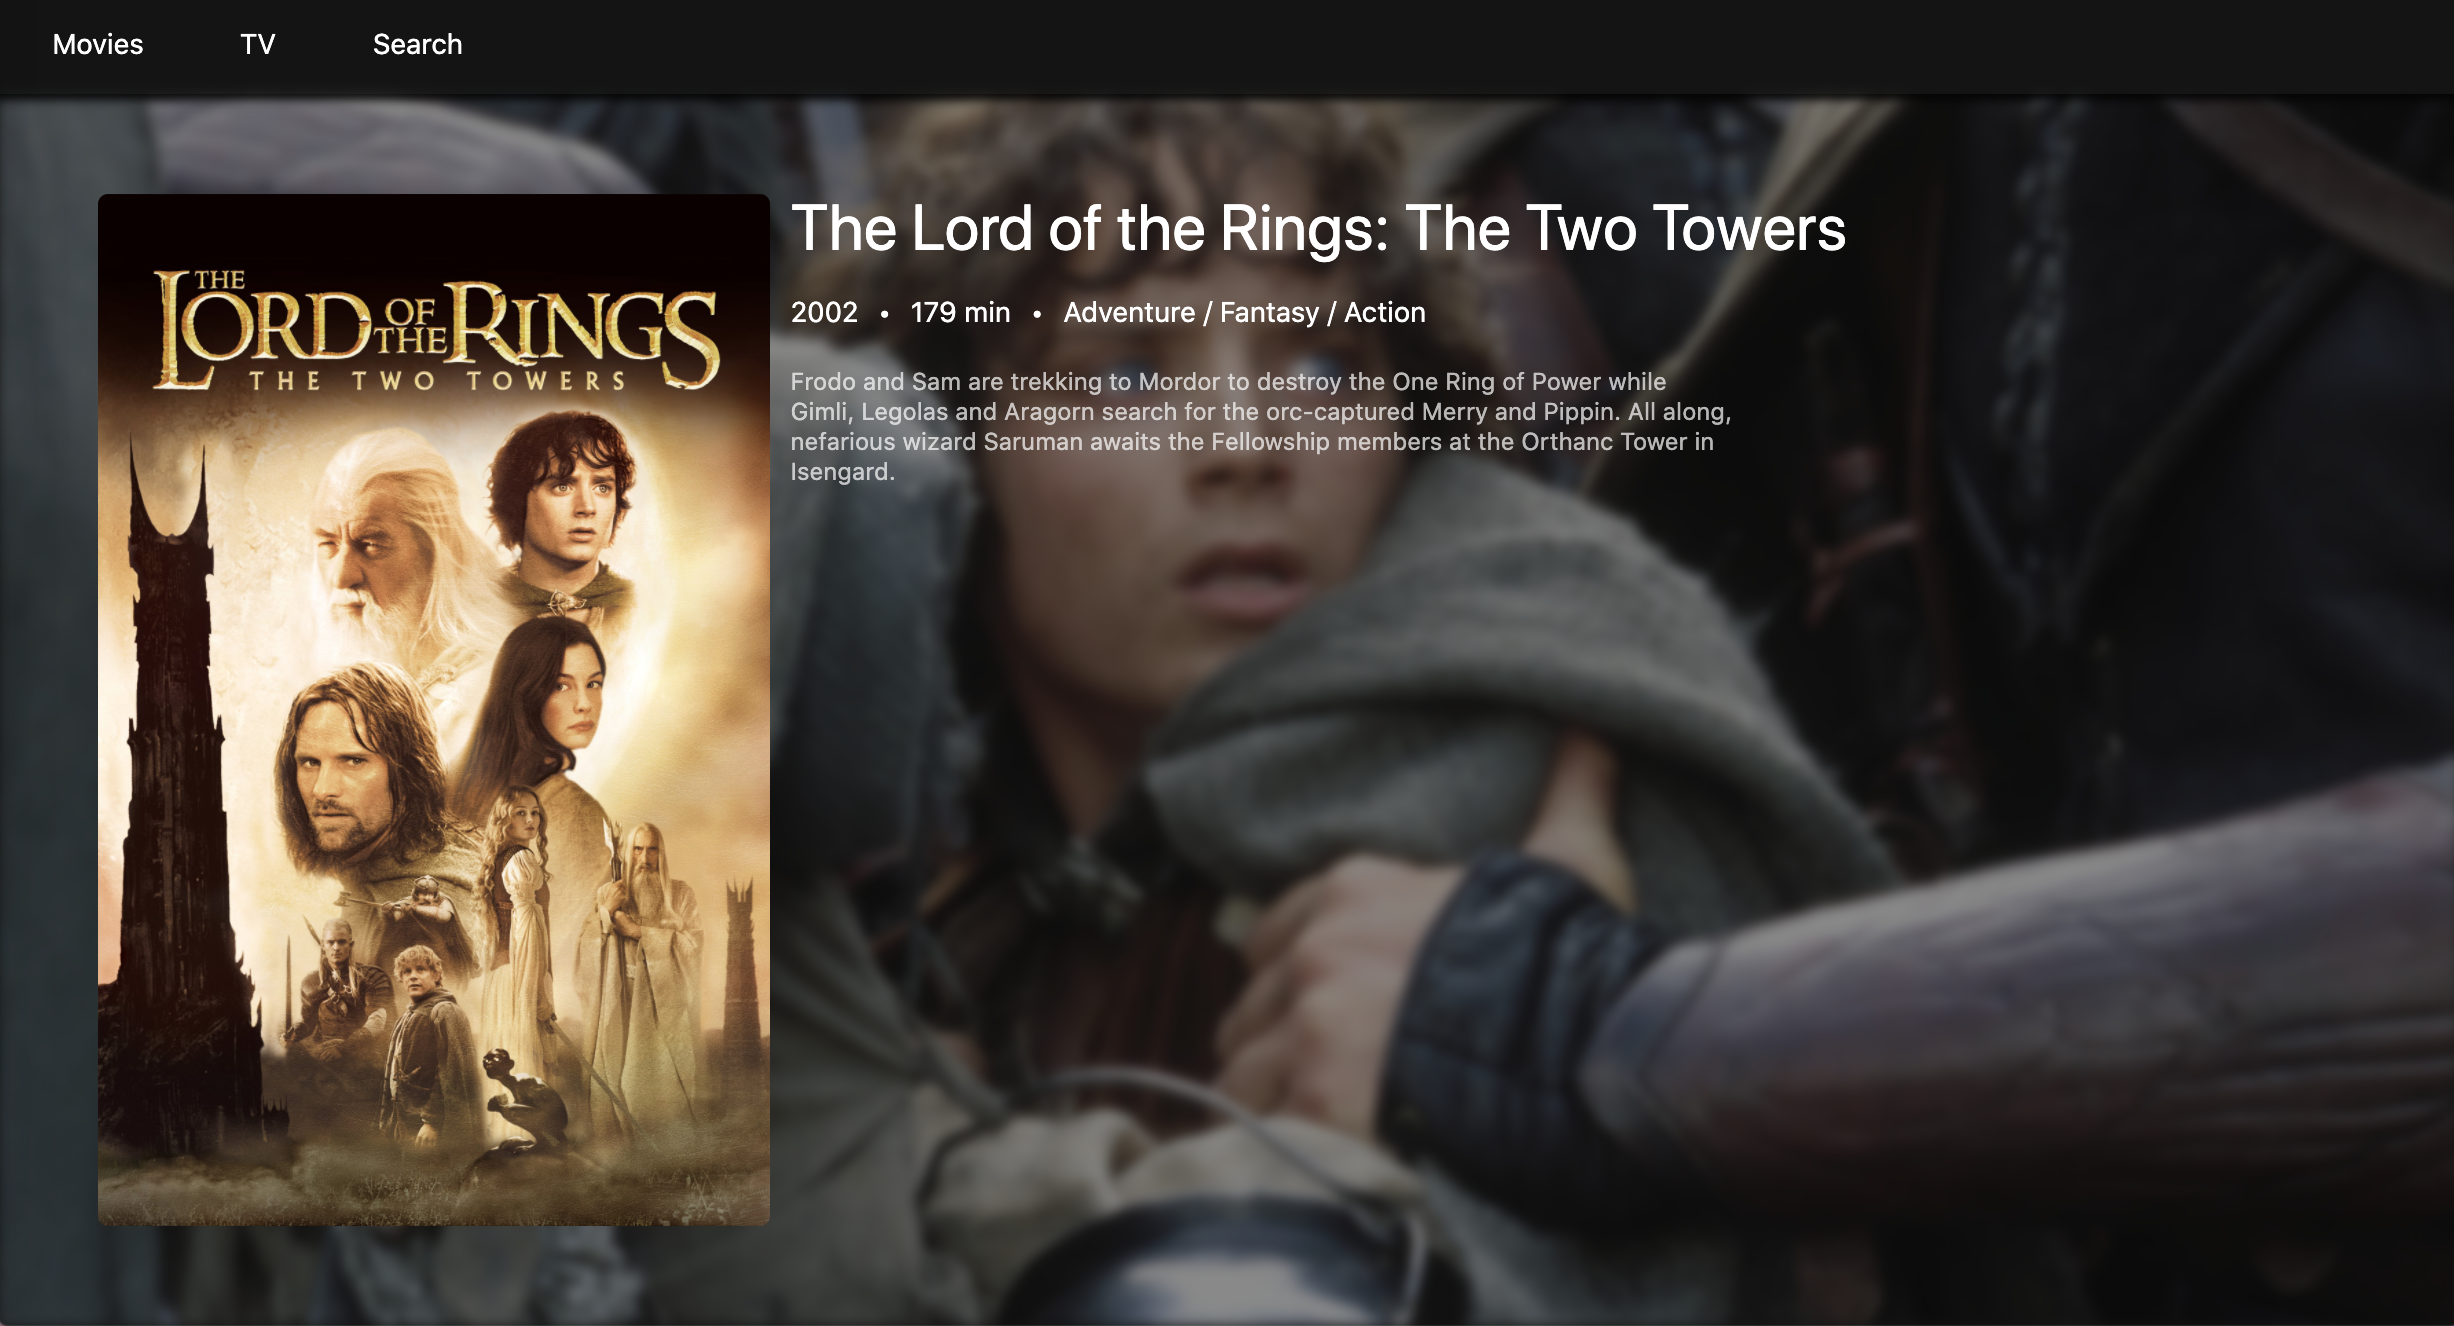 Movies TV Search
The Lord of the Rings: The Two Towers
2002 • 179 min • Adventure / Fantasy / Action
Frodo and Sam are trekking to Mordor to destroy the One Ring of Power while
Gimli, Legolas and Aragorn search for the orc-captured Merry and Pippin. All along,
nefarious wizard Saruman awaits the Fellowship members at the Orthanc Tower in
Isengard.
THE
LORD OF THE RINGS
THE TWO TOWERS